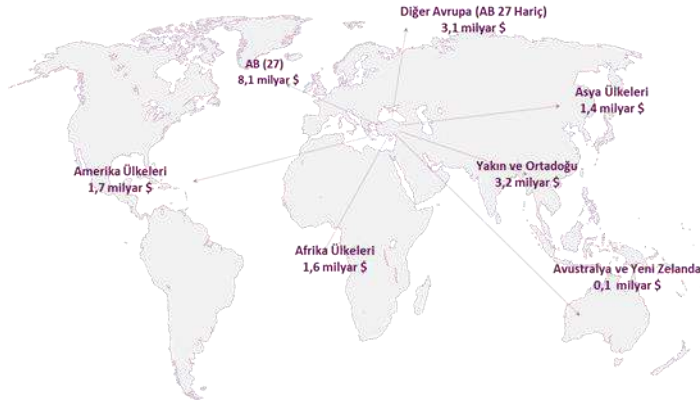 Diğer Avrupa (AB 27 Hariç)
3,1 milyar $
AB (27)
8,1 milyar $
Asya Ülkeleri
1,4 milyar $
Amerika Ülkeleri
1,7 milyar $
Yakın ve Ortadoğu
3,2 milyar $
Afrika Ülkeleri
1,6 milyar $
Avustralya ve Yeni Zelanda
0,1 milyar $